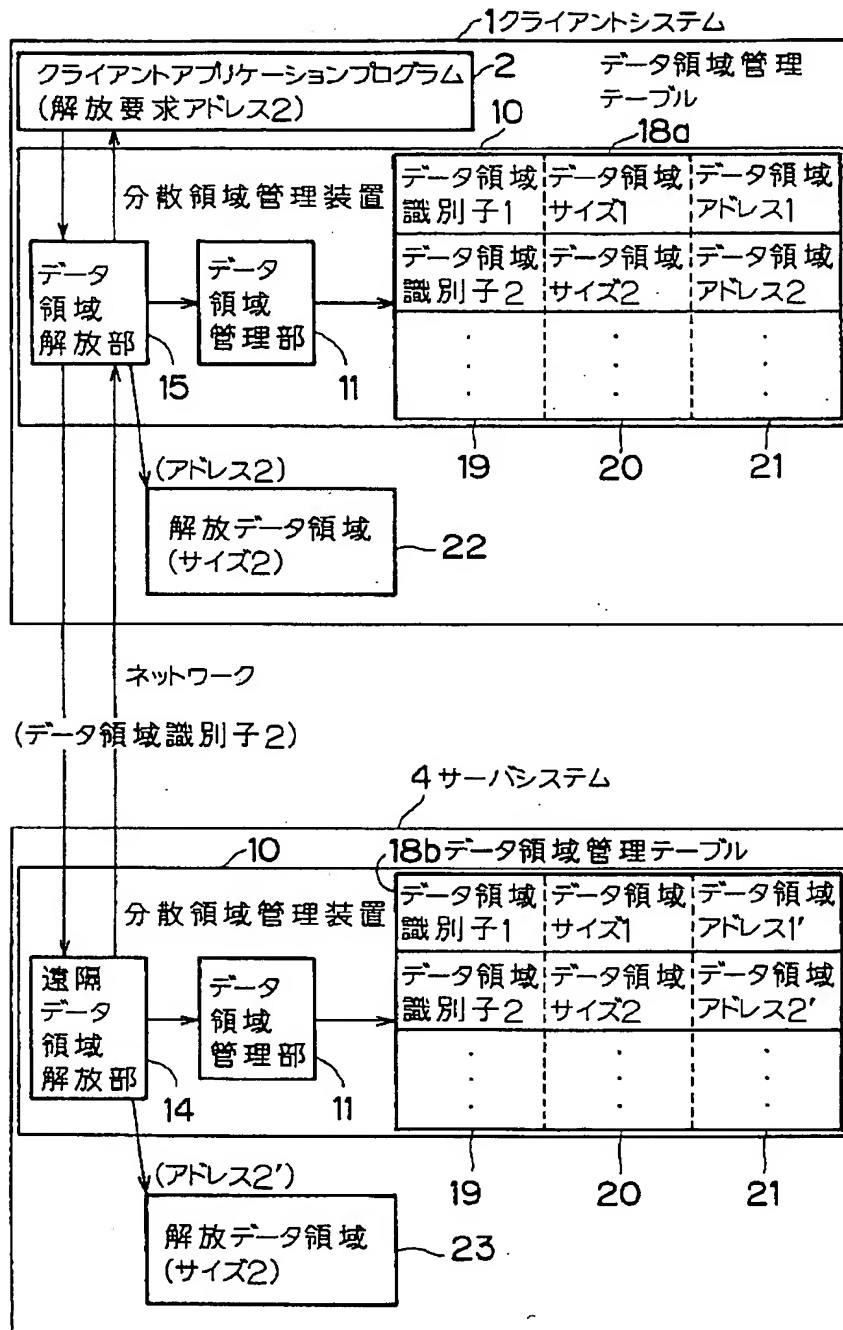 1クライアントシステム
クライアントアプリケーションプログラム
(解放要求アドレス2)
2
データ領域管理
テーブル
10
18a
分散領域管理装置
データ領域
識別子1
データ領域
サイズ1
データ領域
アドレス1
データ領域
識別子2
データ領域
サイズ2
データ領域
アドレス2
データ
領域
解放部
15
データ
領域
管理部
11
19
20
21
(アドレス2)
解放データ領域
(サイズ2)
22
ネットワーク
(データ領域識別子2)
4サーバシステム
10
18bデータ領域管理テーブル
分散領域管理装置
データ領域
識別子1
データ領域
サイズ1
データ領域
アドレス1'
データ領域
識別子2
データ領域
サイズ2
データ領域
アドレス2'
遠隔
データ
領域
解放部
14
データ
領域
管理部
11
19
20
21
(アドレス2')
解放データ領域
(サイズ2)
23